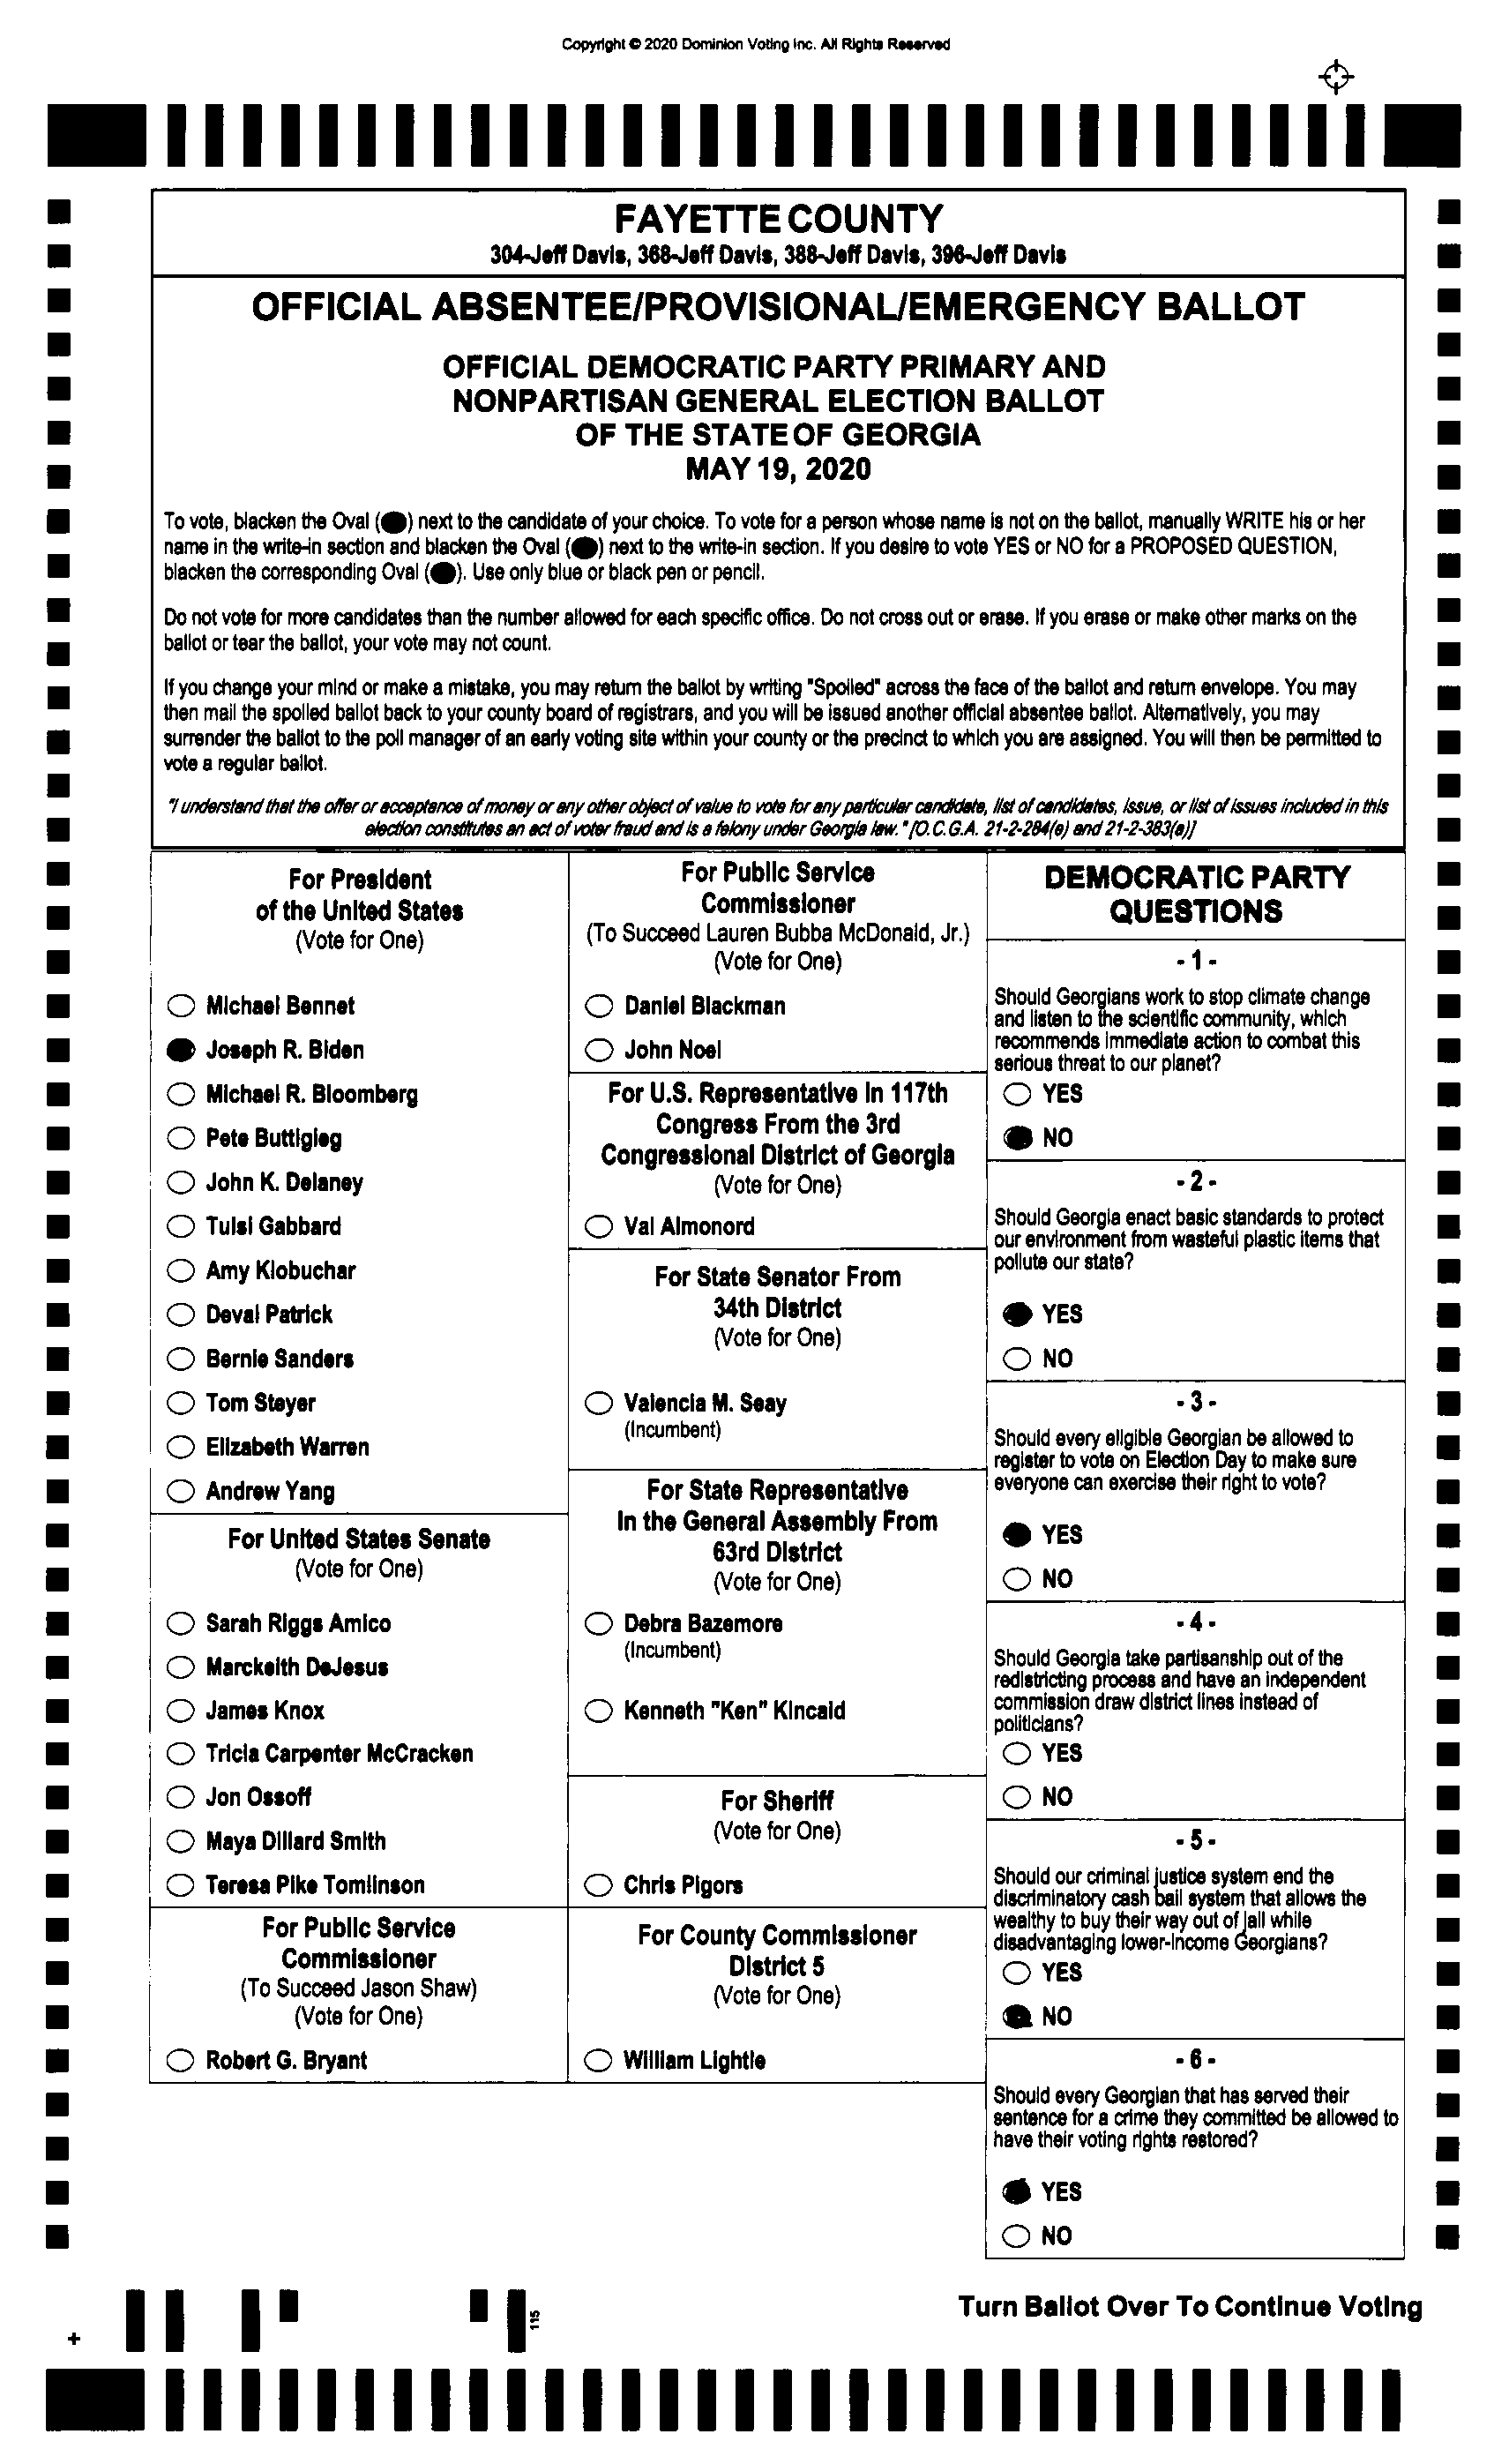 Copyright © 2020 Dominion Voting Inc. All Rights Reserved
FAYETTE COUNTY
304-Jeff Davis, 368-Jeff Davis, 388-Jeff Davis, 396-Jeff Davis
OFFICIAL ABSENTEE/PROVISIONAL/EMERGENCY BALLOT
OFFICIAL DEMOCRATIC PARTY PRIMARY AND
NONPARTISAN GENERAL ELECTION BALLOT
OF THE STATE OF GEORGIA
MAY 19, 2020
To vote, blacken the Oval (⬬) next to the candidate of your choice. To vote for a person whose name is not on the ballot, manually WRITE his or her
name in the write-in section and blacken the Oval (⬬) next to the write-in section. If you desire to vote YES or NO for a PROPOSED QUESTION,
blacken the corresponding Oval (⬬). Use only blue or black pen or pencil.
Do not vote for more candidates than the number allowed for each specific office. Do not cross out or erase. If you erase or make other marks on the
ballot or tear the ballot, your vote may not count.
If you change your mind or make a mistake, you may return the ballot by writing "Spoiled" across the face of the ballot and return envelope. You may
then mail the spoiled ballot back to your county board of registrars, and you will be issued another official absentee ballot. Alternatively, you may
surrender the ballot to the poll manager of an early voting site within your county or the precinct to which you are assigned. You will then be permitted to
vote a regular ballot.
"I understand that the offer or acceptance of money or any other object of value to vote for any particular candidate, list of candidates, issue, or list of issues included in this
election constitutes an act of voter fraud and is a felony under Georgia law." [O.C.G.A. 21-2-284(e) and 21-2-383(a)]
For President
of the United States
(Vote for One)
Michael Bennet
Joseph R. Biden
Michael R. Bloomberg
Pete Buttigieg
John K. Delaney
Tulsi Gabbard
Amy Klobuchar
Deval Patrick
Bernie Sanders
Tom Steyer
Elizabeth Warren
Andrew Yang
For United States Senate
(Vote for One)
Sarah Riggs Amico
Marckeith DeJesus
James Knox
Tricia Carpenter McCracken
Jon Ossoff
Maya Dillard Smith
Teresa Pike Tomlinson
For Public Service
Commissioner
(To Succeed Jason Shaw)
(Vote for One)
Robert G. Bryant
For Public Service
Commissioner
(To Succeed Lauren Bubba McDonald, Jr.)
(Vote for One)
Daniel Blackman
John Noel
For U.S. Representative in 117th
Congress From the 3rd
Congressional District of Georgia
(Vote for One)
Val Almonord
For State Senator From
34th District
(Vote for One)
Valencia M. Seay
(Incumbent)
For State Representative
In the General Assembly From
63rd District
(Vote for One)
Debra Bazemore
(Incumbent)
Kenneth "Ken" Kincaid
For Sheriff
(Vote for One)
Chris Pigors
For County Commissioner
District 5
(Vote for One)
William Lightle
DEMOCRATIC PARTY
QUESTIONS
- 1 -
Should Georgians work to stop climate change
and listen to the scientific community, which
recommends immediate action to combat this
serious threat to our planet?
YES
NO
- 2 -
Should Georgia enact basic standards to protect
our environment from wasteful plastic items that
pollute our state?
YES
NO
- 3 -
Should every eligible Georgian be allowed to
register to vote on Election Day to make sure
everyone can exercise their right to vote?
YES
NO
- 4 -
Should Georgia take partisanship out of the
redistricting process and have an independent
commission draw district lines instead of
politicians?
YES
NO
- 5 -
Should our criminal justice system end the
discriminatory cash bail system that allows the
wealthy to buy their way out of jail while
disadvantaging lower-income Georgians?
YES
NO
- 6 -
Should every Georgian that has served their
sentence for a crime they committed be allowed to
have their voting rights restored?
YES
NO
Turn Ballot Over To Continue Voting
115
+